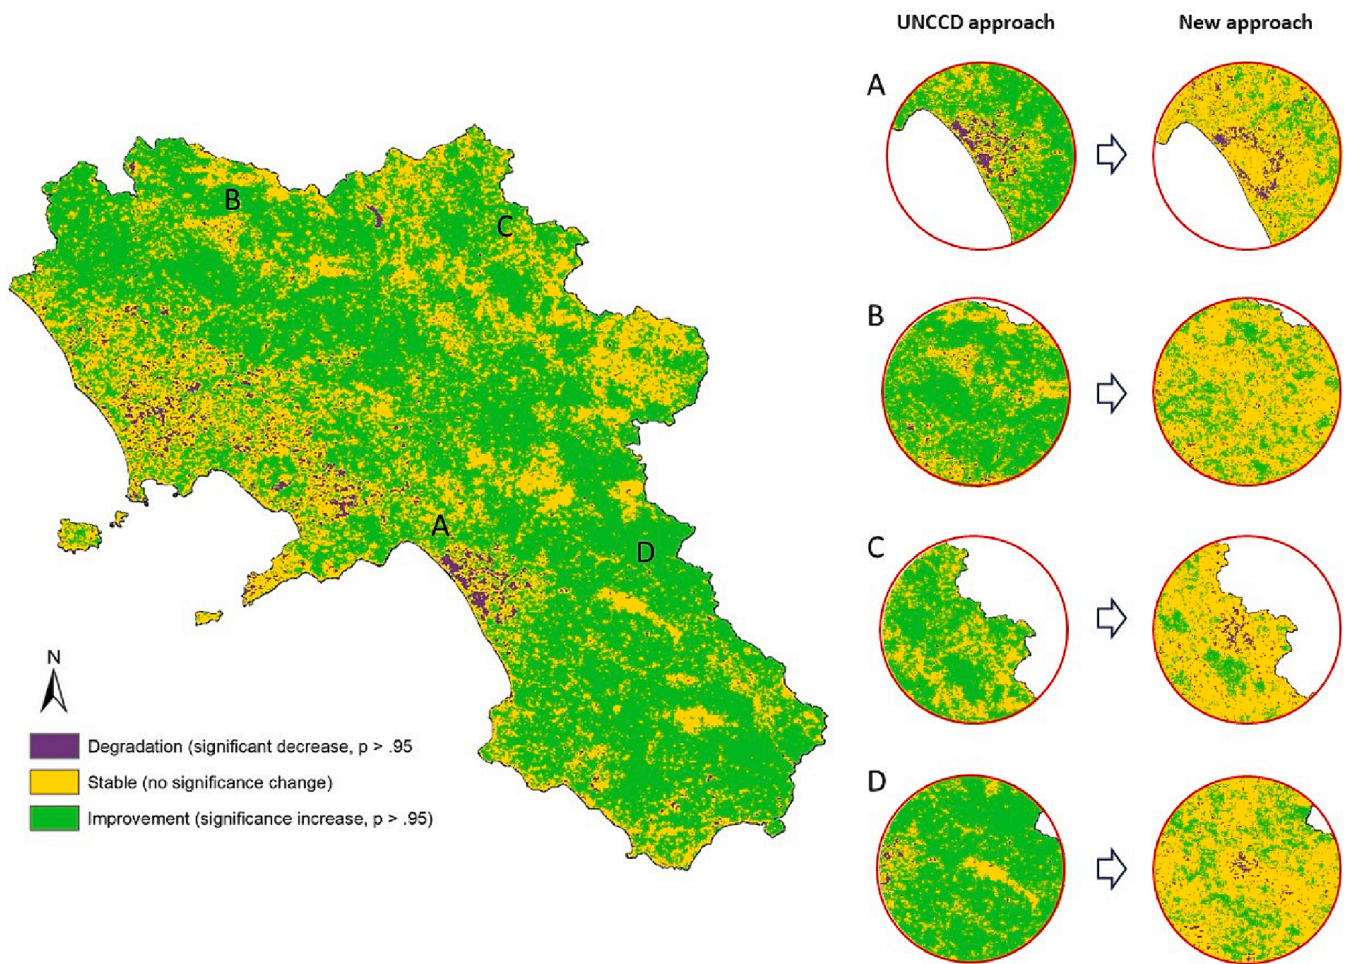 UNCCD approach
New approach
A
B
B
C
C
A
D
D
N
Degradation (significant decrease, p > .95
Stable (no significance change)
Improvement (significance increase, p > .95)